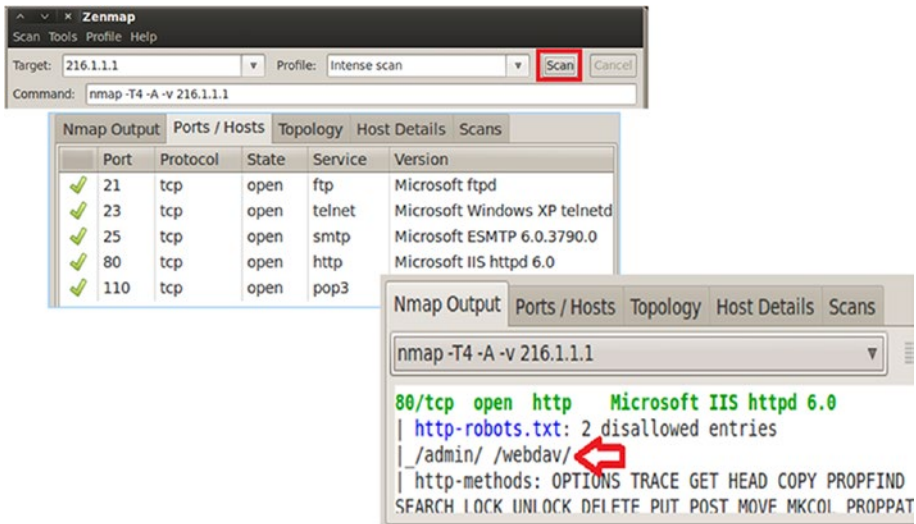 Zenmap
Scan Tools Profile Help
Target: 216.1.1.1 Profile: Intense scan Scan Cancel
Command: nmap -T4 -A -v 216.1.1.1
Nmap Output Ports / Hosts Topology Host Details Scans
Port Protocol State Service Version
21 tcp open ftp Microsoft ftpd
23 tcp open telnet Microsoft Windows XP telnetd
25 tcp open smtp Microsoft ESMTP 6.0.3790.0
80 tcp open http Microsoft IIS httpd 6.0
110 tcp open pop3
Nmap Output Ports / Hosts Topology Host Details Scans
nmap -T4 -A -v 216.1.1.1
80/tcp open http Microsoft IIS httpd 6.0
| http-robots.txt: 2 disallowed entries
|_/admin/ /webdav/
| http-methods: OPTIONS TRACE GET HEAD COPY PROPFIND
SEARCH LOCK UNLOCK DELETE PUT POST MOVE MKCOL PROPPAT